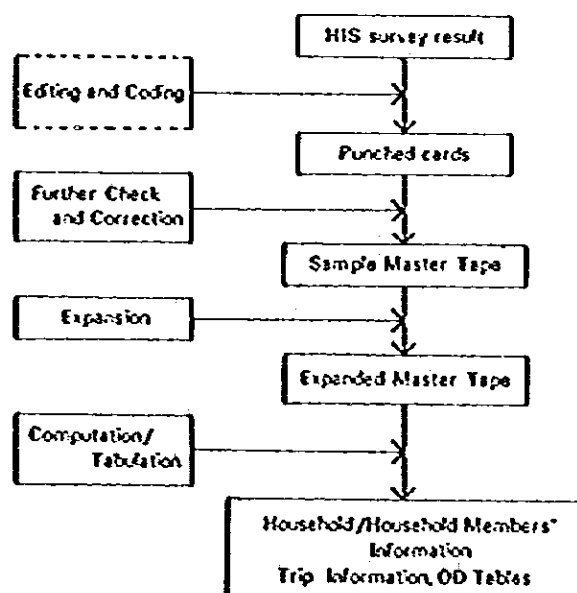 HIS survey result
Editing and Coding
Punched cards
Further Check
and Correction
Sample Master Tape
Expansion
Expanded Master Tape
Computation/
Tabulation
Household/Household Members'
Information
Trip Information, OD Tables